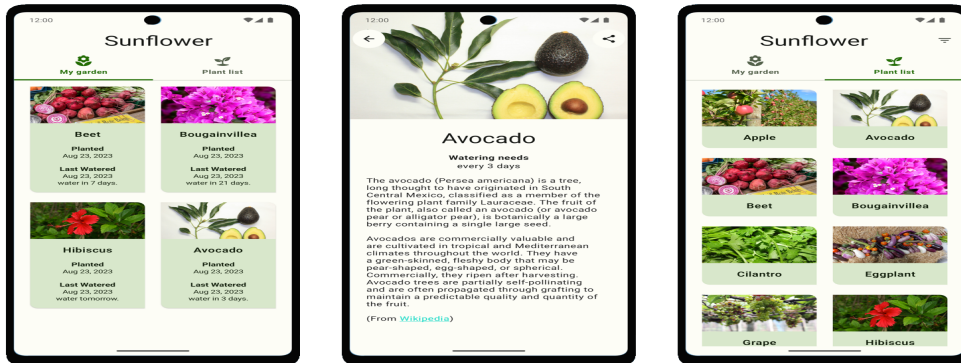 12:00
Sunflower
My garden
Plant list
Beet
Bougainvillea
Planted
Aug 23, 2023
Planted
Aug 23, 2023
Last Watered
Aug 23, 2023
water in 7 days.
Last Watered
Aug 23, 2023
water in 21 days.
Hibiscus
Avocado
Planted
Aug 23, 2023
Planted
Aug 23, 2023
Last Watered
Aug 23, 2023
water tomorrow.
Last Watered
Aug 23, 2023
water in 3 days.
12:00
Avocado
Watering needs
every 3 days
The avocado (Persea americana) is a tree,
long thought to have originated in South
Central Mexico, classified as a member of the
flowering plant family Lauraceae. The fruit of
the plant, also called an avocado (or avocado
pear or alligator pear), is botanically a large
berry containing a single large seed.
Avocados are commercially valuable and
are cultivated in tropical and Mediterranean
climates throughout the world. They have
a green-skinned, fleshy body that may be
pear-shaped, egg-shaped, or spherical.
Commercially, they ripen after harvesting.
Avocado trees are partially self-pollinating
and are often propagated through grafting to
maintain a predictable quality and quantity of
the fruit.
(From Wikipedia)
12:00
Sunflower
My garden
Plant list
Apple
Avocado
Beet
Bougainvillea
Cilantro
Eggplant
Grape
Hibiscus